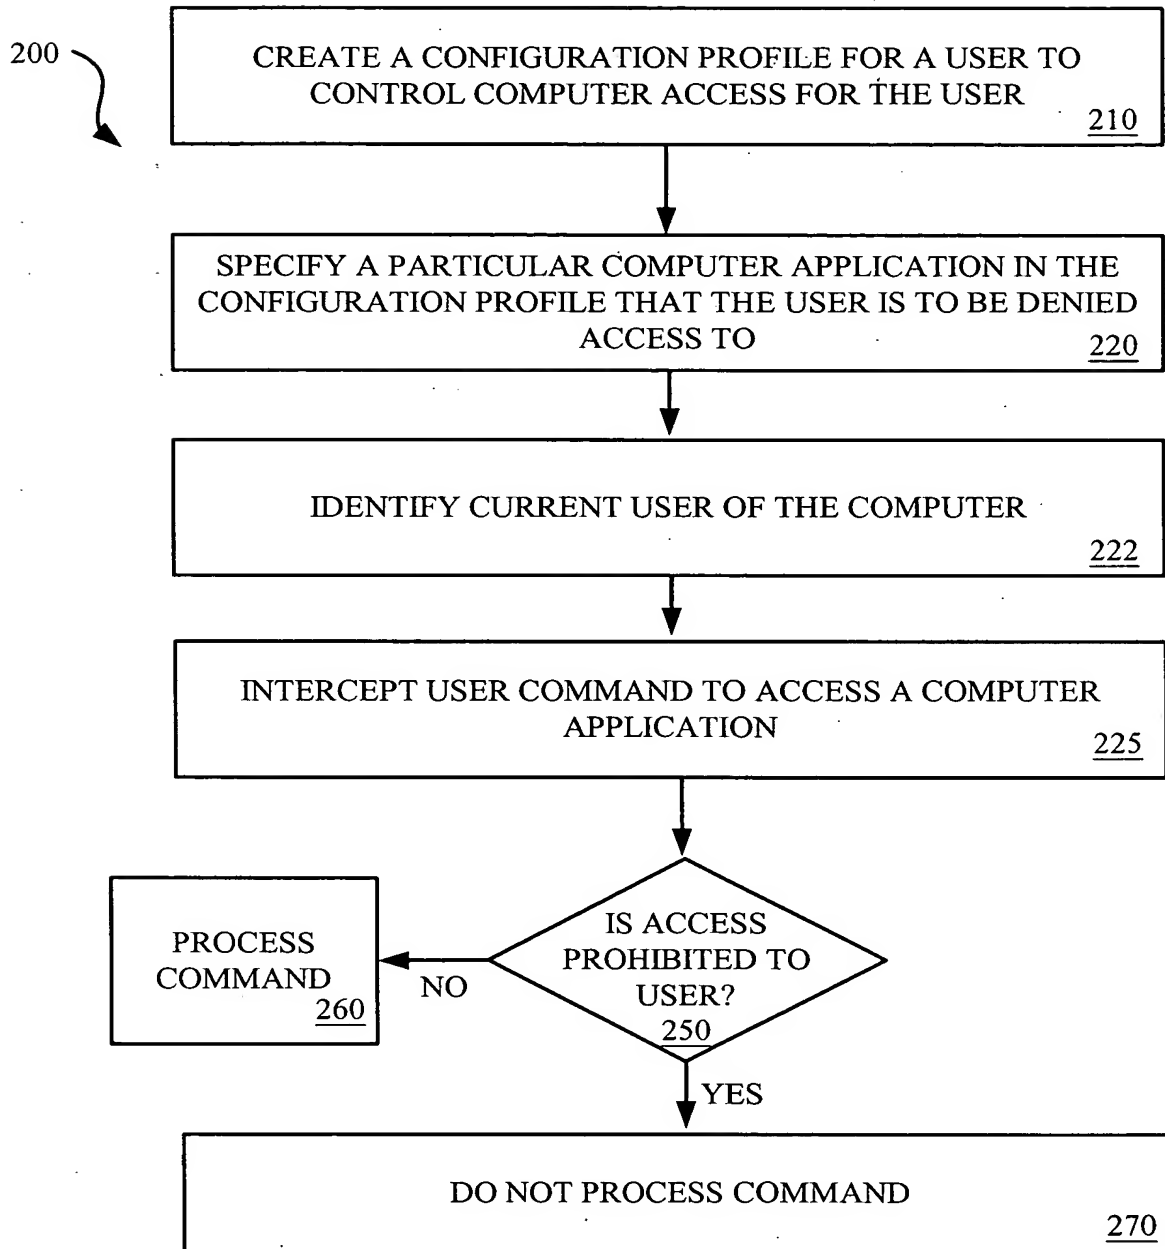 200
CREATE A CONFIGURATION PROFILE FOR A USER TO
CONTROL COMPUTER ACCESS FOR THE USER
210
SPECIFY A PARTICULAR COMPUTER APPLICATION IN THE
CONFIGURATION PROFILE THAT THE USER IS TO BE DENIED
ACCESS TO
220
IDENTIFY CURRENT USER OF THE COMPUTER
222
INTERCEPT USER COMMAND TO ACCESS A COMPUTER
APPLICATION
225
IS ACCESS
PROHIBITED TO
USER?
250
NO
PROCESS
COMMAND
260
YES
DO NOT PROCESS COMMAND
270